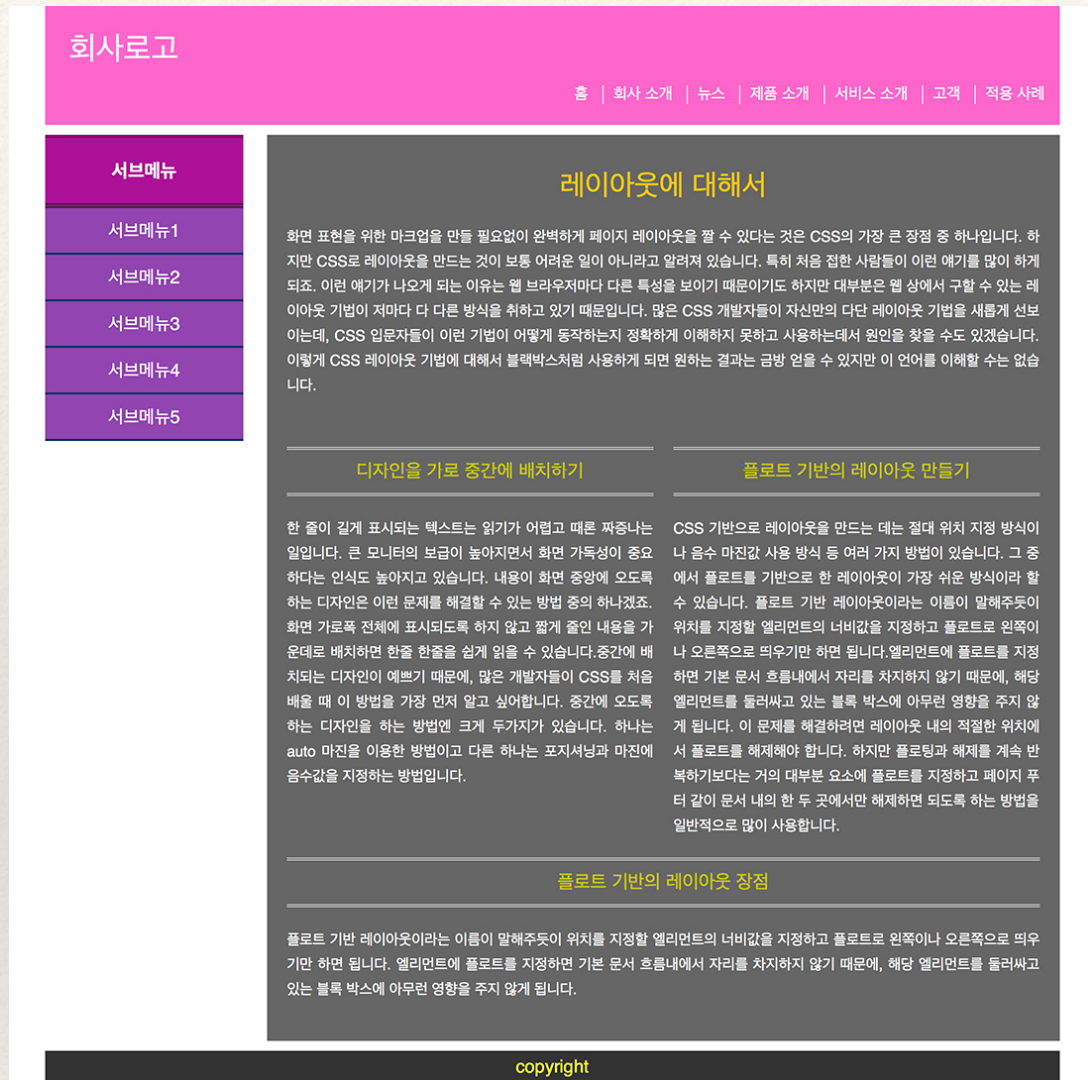 회사로고
홈 | 회사 소개 | 뉴스 | 제품 소개 | 서비스 소개 | 고객 | 적용 사례
서브메뉴
서브메뉴1
서브메뉴2
서브메뉴3
서브메뉴4
서브메뉴5
레이아웃에 대해서
화면 표현을 위한 마크업을 만들 필요없이 완벽하게 페이지 레이아웃을 짤 수 있다는 것은 CSS의 가장 큰 장점 중 하나입니다. 하
지만 CSS로 레이아웃을 만드는 것이 보통 어려운 일이 아니라고 알려져 있습니다. 특히 처음 접한 사람들이 이런 얘기를 많이 하게
되죠. 이런 얘기가 나오게 되는 이유는 웹 브라우저마다 다른 특성을 보이기 때문이기도 하지만 대부분은 웹 상에서 구할 수 있는 레
이아웃 기법이 저마다 다 다른 방식을 취하고 있기 때문입니다. 많은 CSS 개발자들이 자신만의 다단 레이아웃 기법을 새롭게 선보
이는데, CSS 입문자들이 이런 기법이 어떻게 동작하는지 정확하게 이해하지 못하고 사용하는데서 원인을 찾을 수도 있겠습니다.
이렇게 CSS 레이아웃 기법에 대해서 블랙박스처럼 사용하게 되면 원하는 결과는 금방 얻을 수 있지만 이 언어를 이해할 수는 없습
니다.
디자인을 가로 중간에 배치하기
한 줄이 길게 표시되는 텍스트는 읽기가 어렵고 때론 짜증나는
일입니다. 큰 모니터의 보급이 높아지면서 화면 가독성이 중요
하다는 인식도 높아지고 있습니다. 내용이 화면 중앙에 오도록
하는 디자인은 이런 문제를 해결할 수 있는 방법 중의 하나겠죠.
화면 가로폭 전체에 표시되도록 하지 않고 짧게 줄인 내용을 가
운데로 배치하면 한줄 한줄을 쉽게 읽을 수 있습니다.중간에 배
치되는 디자인이 예쁘기 때문에, 많은 개발자들이 CSS를 처음
배울 때 이 방법을 가장 먼저 알고 싶어합니다. 중간에 오도록
하는 디자인을 하는 방법엔 크게 두가지가 있습니다. 하나는
auto 마진을 이용한 방법이고 다른 하나는 포지셔닝과 마진에
음수값을 지정하는 방법입니다.
플로트 기반의 레이아웃 만들기
CSS 기반으로 레이아웃을 만드는 데는 절대 위치 지정 방식이
나 음수 마진값 사용 방식 등 여러 가지 방법이 있습니다. 그 중
에서 플로트를 기반으로 한 레이아웃이 가장 쉬운 방식이라 할
수 있습니다. 플로트 기반 레이아웃이라는 이름이 말해주듯이
위치를 지정할 엘리먼트의 너비값을 지정하고 플로트로 왼쪽이
나 오른쪽으로 띄우기만 하면 됩니다.엘리먼트에 플로트를 지정
하면 기본 문서 흐름내에서 자리를 차지하지 않기 때문에, 해당
엘리먼트를 둘러싸고 있는 블록 박스에 아무런 영향을 주지 않
게 됩니다. 이 문제를 해결하려면 레이아웃 내의 적절한 위치에
서 플로트를 해제해야 합니다. 하지만 플로팅과 해제를 계속 반
복하기보다는 거의 대부분 요소에 플로트를 지정하고 페이지 푸
터 같이 문서 내의 한 두 곳에서만 해제하면 되도록 하는 방법을
일반적으로 많이 사용합니다.
플로트 기반의 레이아웃 장점
플로트 기반 레이아웃이라는 이름이 말해주듯이 위치를 지정할 엘리먼트의 너비값을 지정하고 플로트로 왼쪽이나 오른쪽으로 띄우
기만 하면 됩니다. 엘리먼트에 플로트를 지정하면 기본 문서 흐름내에서 자리를 차지하지 않기 때문에, 해당 엘리먼트를 둘러싸고
있는 블록 박스에 아무런 영향을 주지 않게 됩니다.
copyright